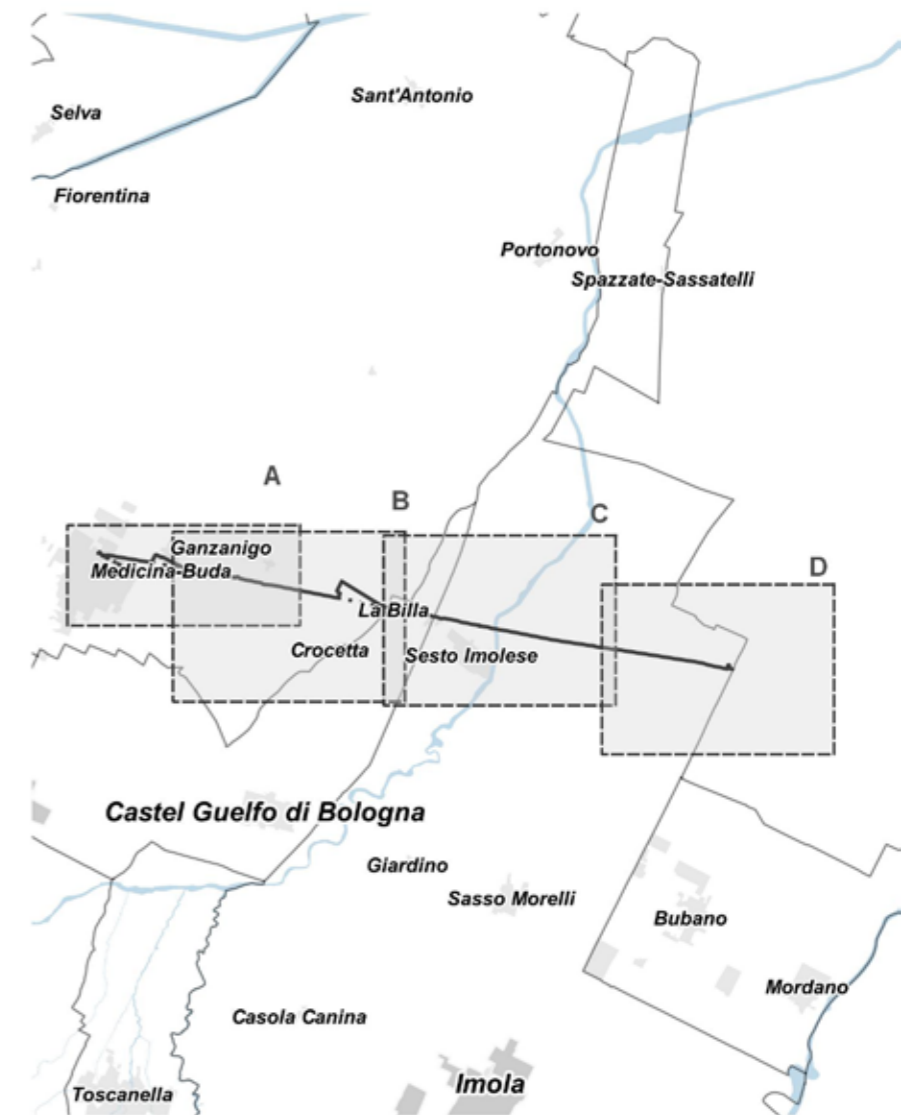 Sant'Antonio
Selva
Fiorentina
Portonovo
Spazzate-Sassatelli
A
B
C
D
Ganzanigo
Medicina-Buda
La Billa
Crocetta
Sesto Imolese
Castel Guelfo di Bologna
Giardino
Sasso Morelli
Bubano
Mordano
Casola Canina
Imola
Toscanella